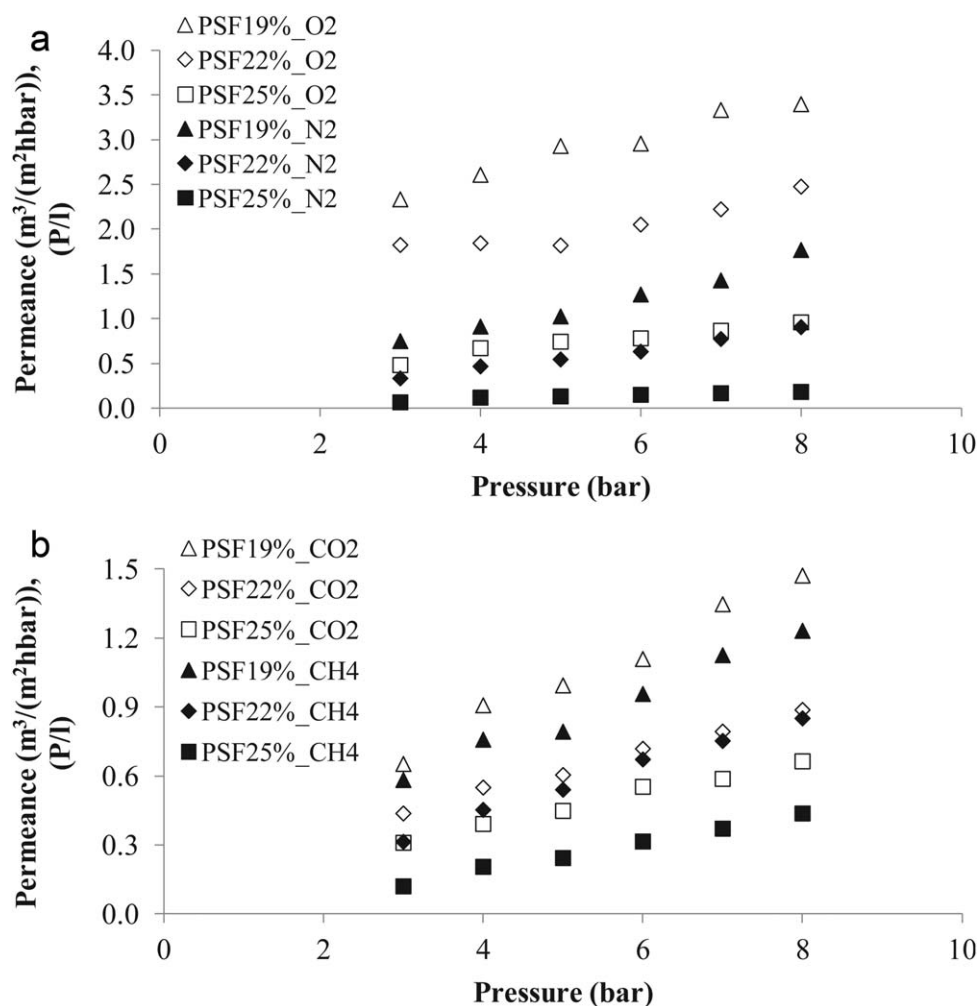 a
△ PSF19%_O2
◇ PSF22%_O2
□ PSF25%_O2
▲ PSF19%_N2
◆ PSF22%_N2
■ PSF25%_N2
Permeance (m³/(m²hbar)),
(P/l)
4.0
3.5
3.0
2.5
2.0
1.5
1.0
0.5
0.0
0 2 4 6 8 10
Pressure (bar)
b
△ PSF19%_CO2
◇ PSF22%_CO2
□ PSF25%_CO2
▲ PSF19%_CH4
◆ PSF22%_CH4
■ PSF25%_CH4
Permeance (m³/(m²hbar)),
(P/l)
1.5
1.2
0.9
0.6
0.3
0.0
0 2 4 6 8 10
Pressure (bar)